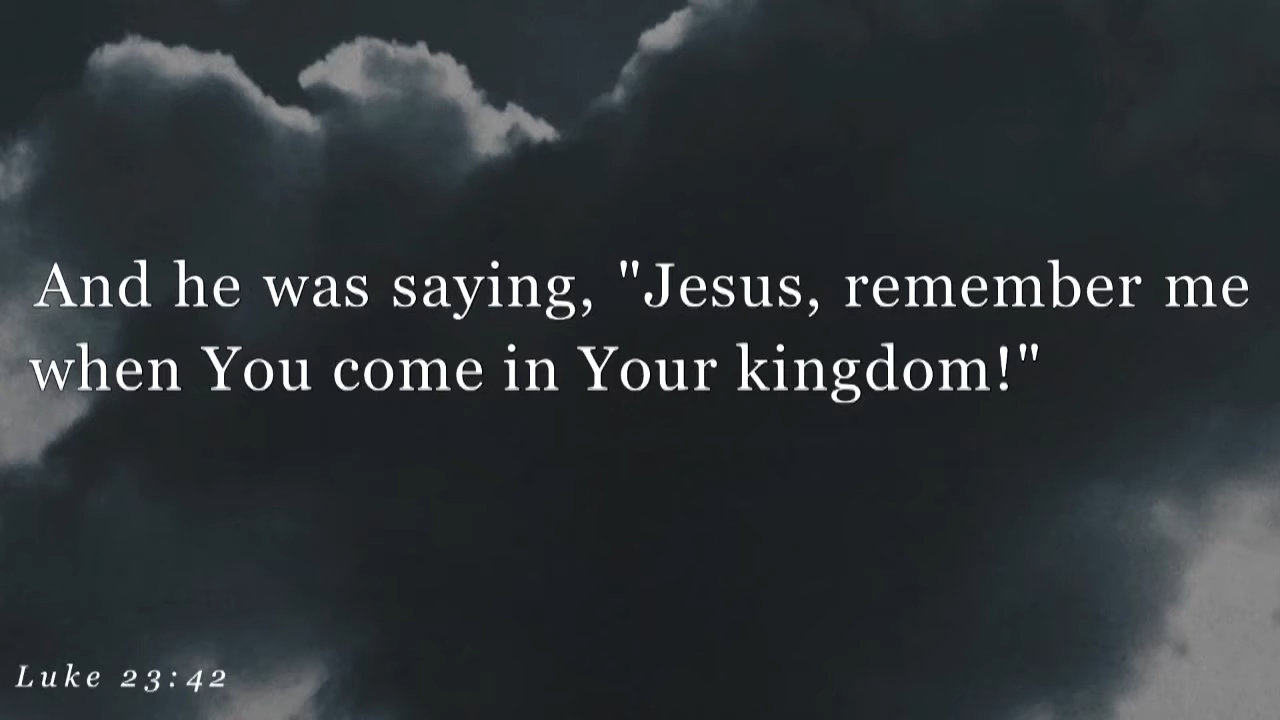 And he was saying, "Jesus, remember me
when You come in Your kingdom!"
Luke 23:42